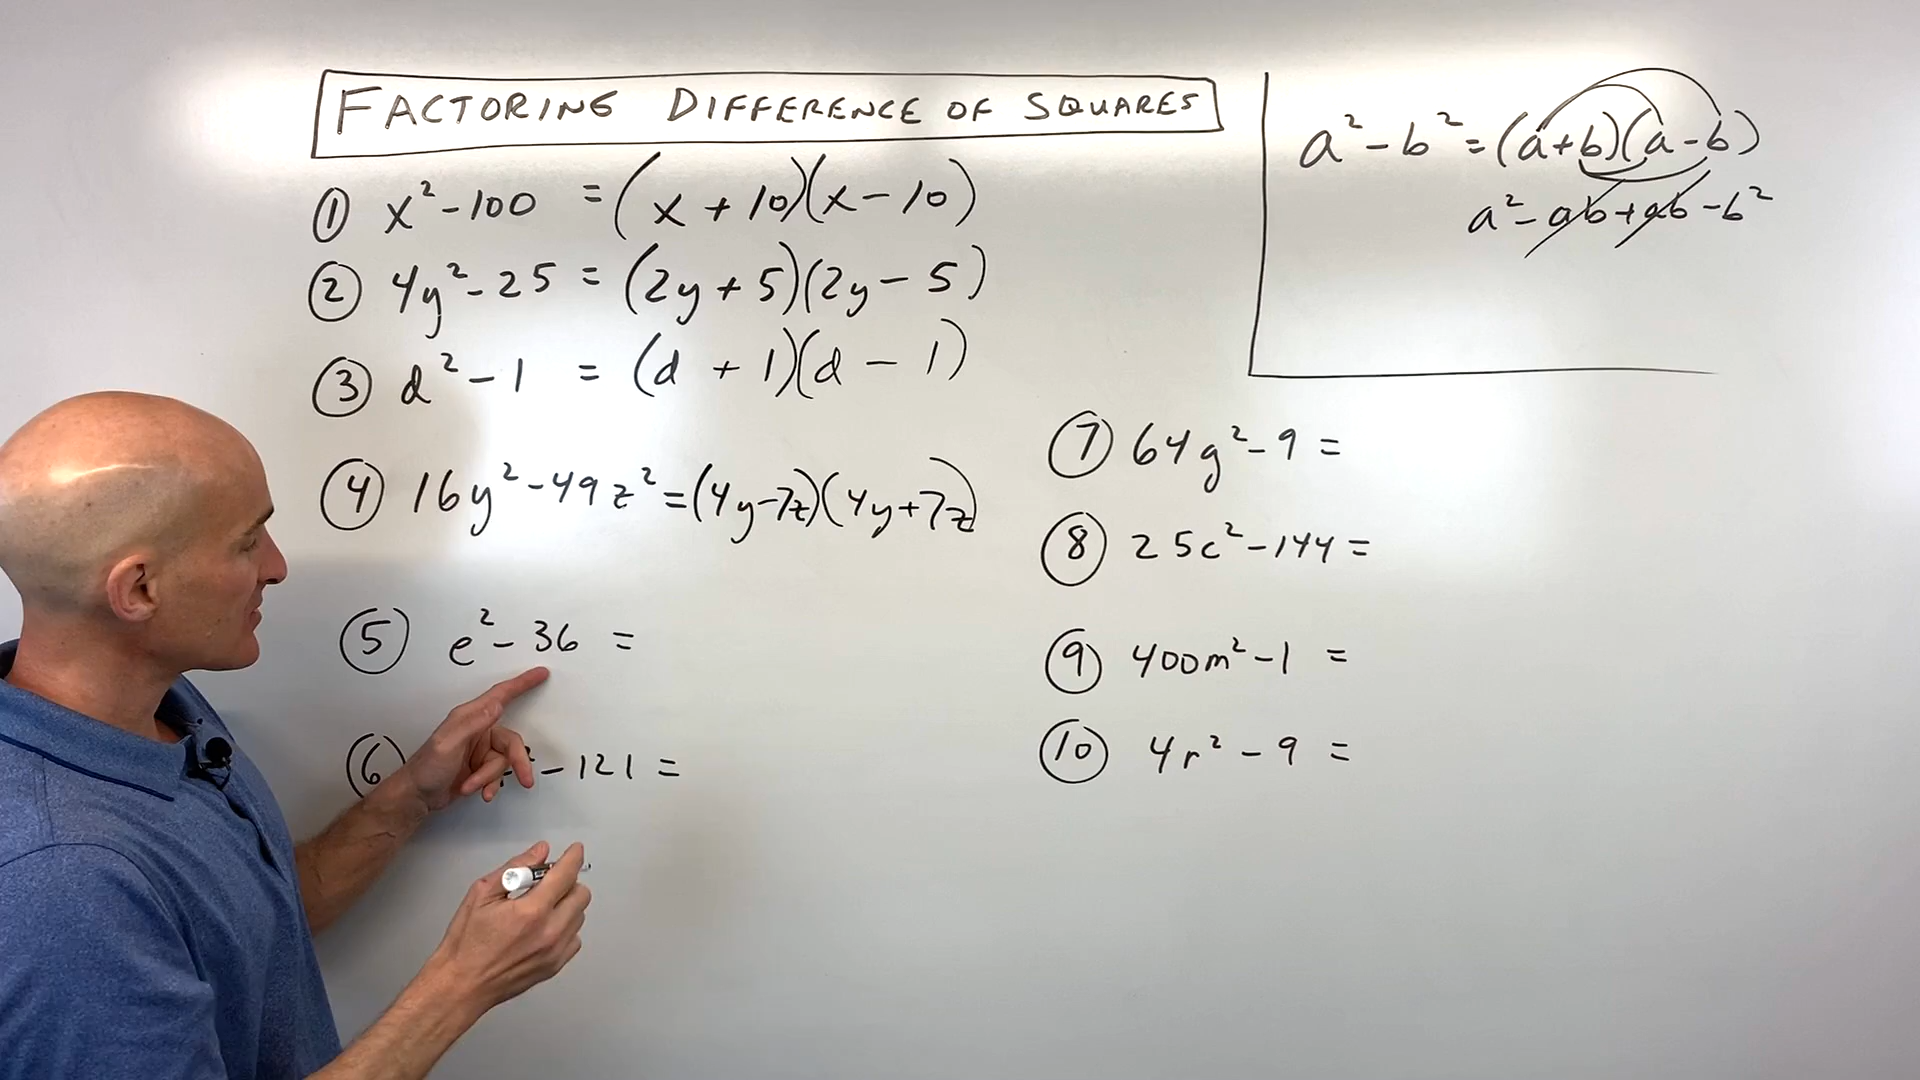 FACTORING DIFFERENCE OF SQUARES
① x² - 100 = (x + 10)(x - 10)
② 4y² - 25 = (2y + 5)(2y - 5)
③ d² - 1 = (d + 1)(d - 1)
④ 16y² - 49z² = (4y - 7z)(4y + 7z)
⑤ e² - 36 =
⑥ ² - 121 =
a² - b² = (a + b)(a - b)
a² - ab + ab - b²
⑦ 64g² - 9 =
⑧ 25c² - 144 =
⑨ 400m² - 1 =
⑩ 4r² - 9 =